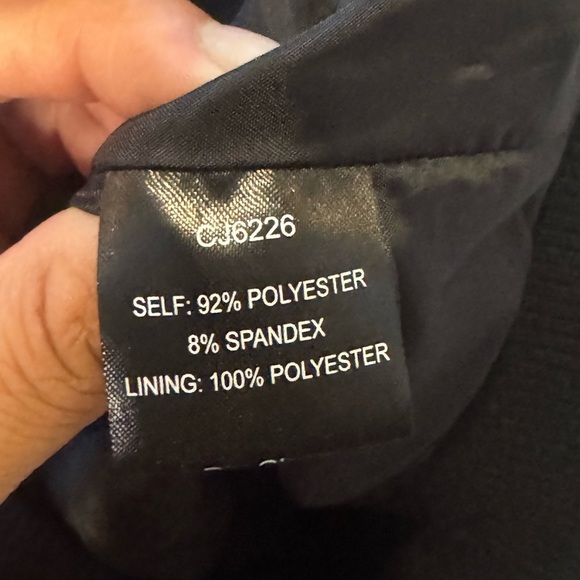 CJ6226
SELF: 92% POLYESTER
8% SPANDEX
LINING: 100% POLYESTER